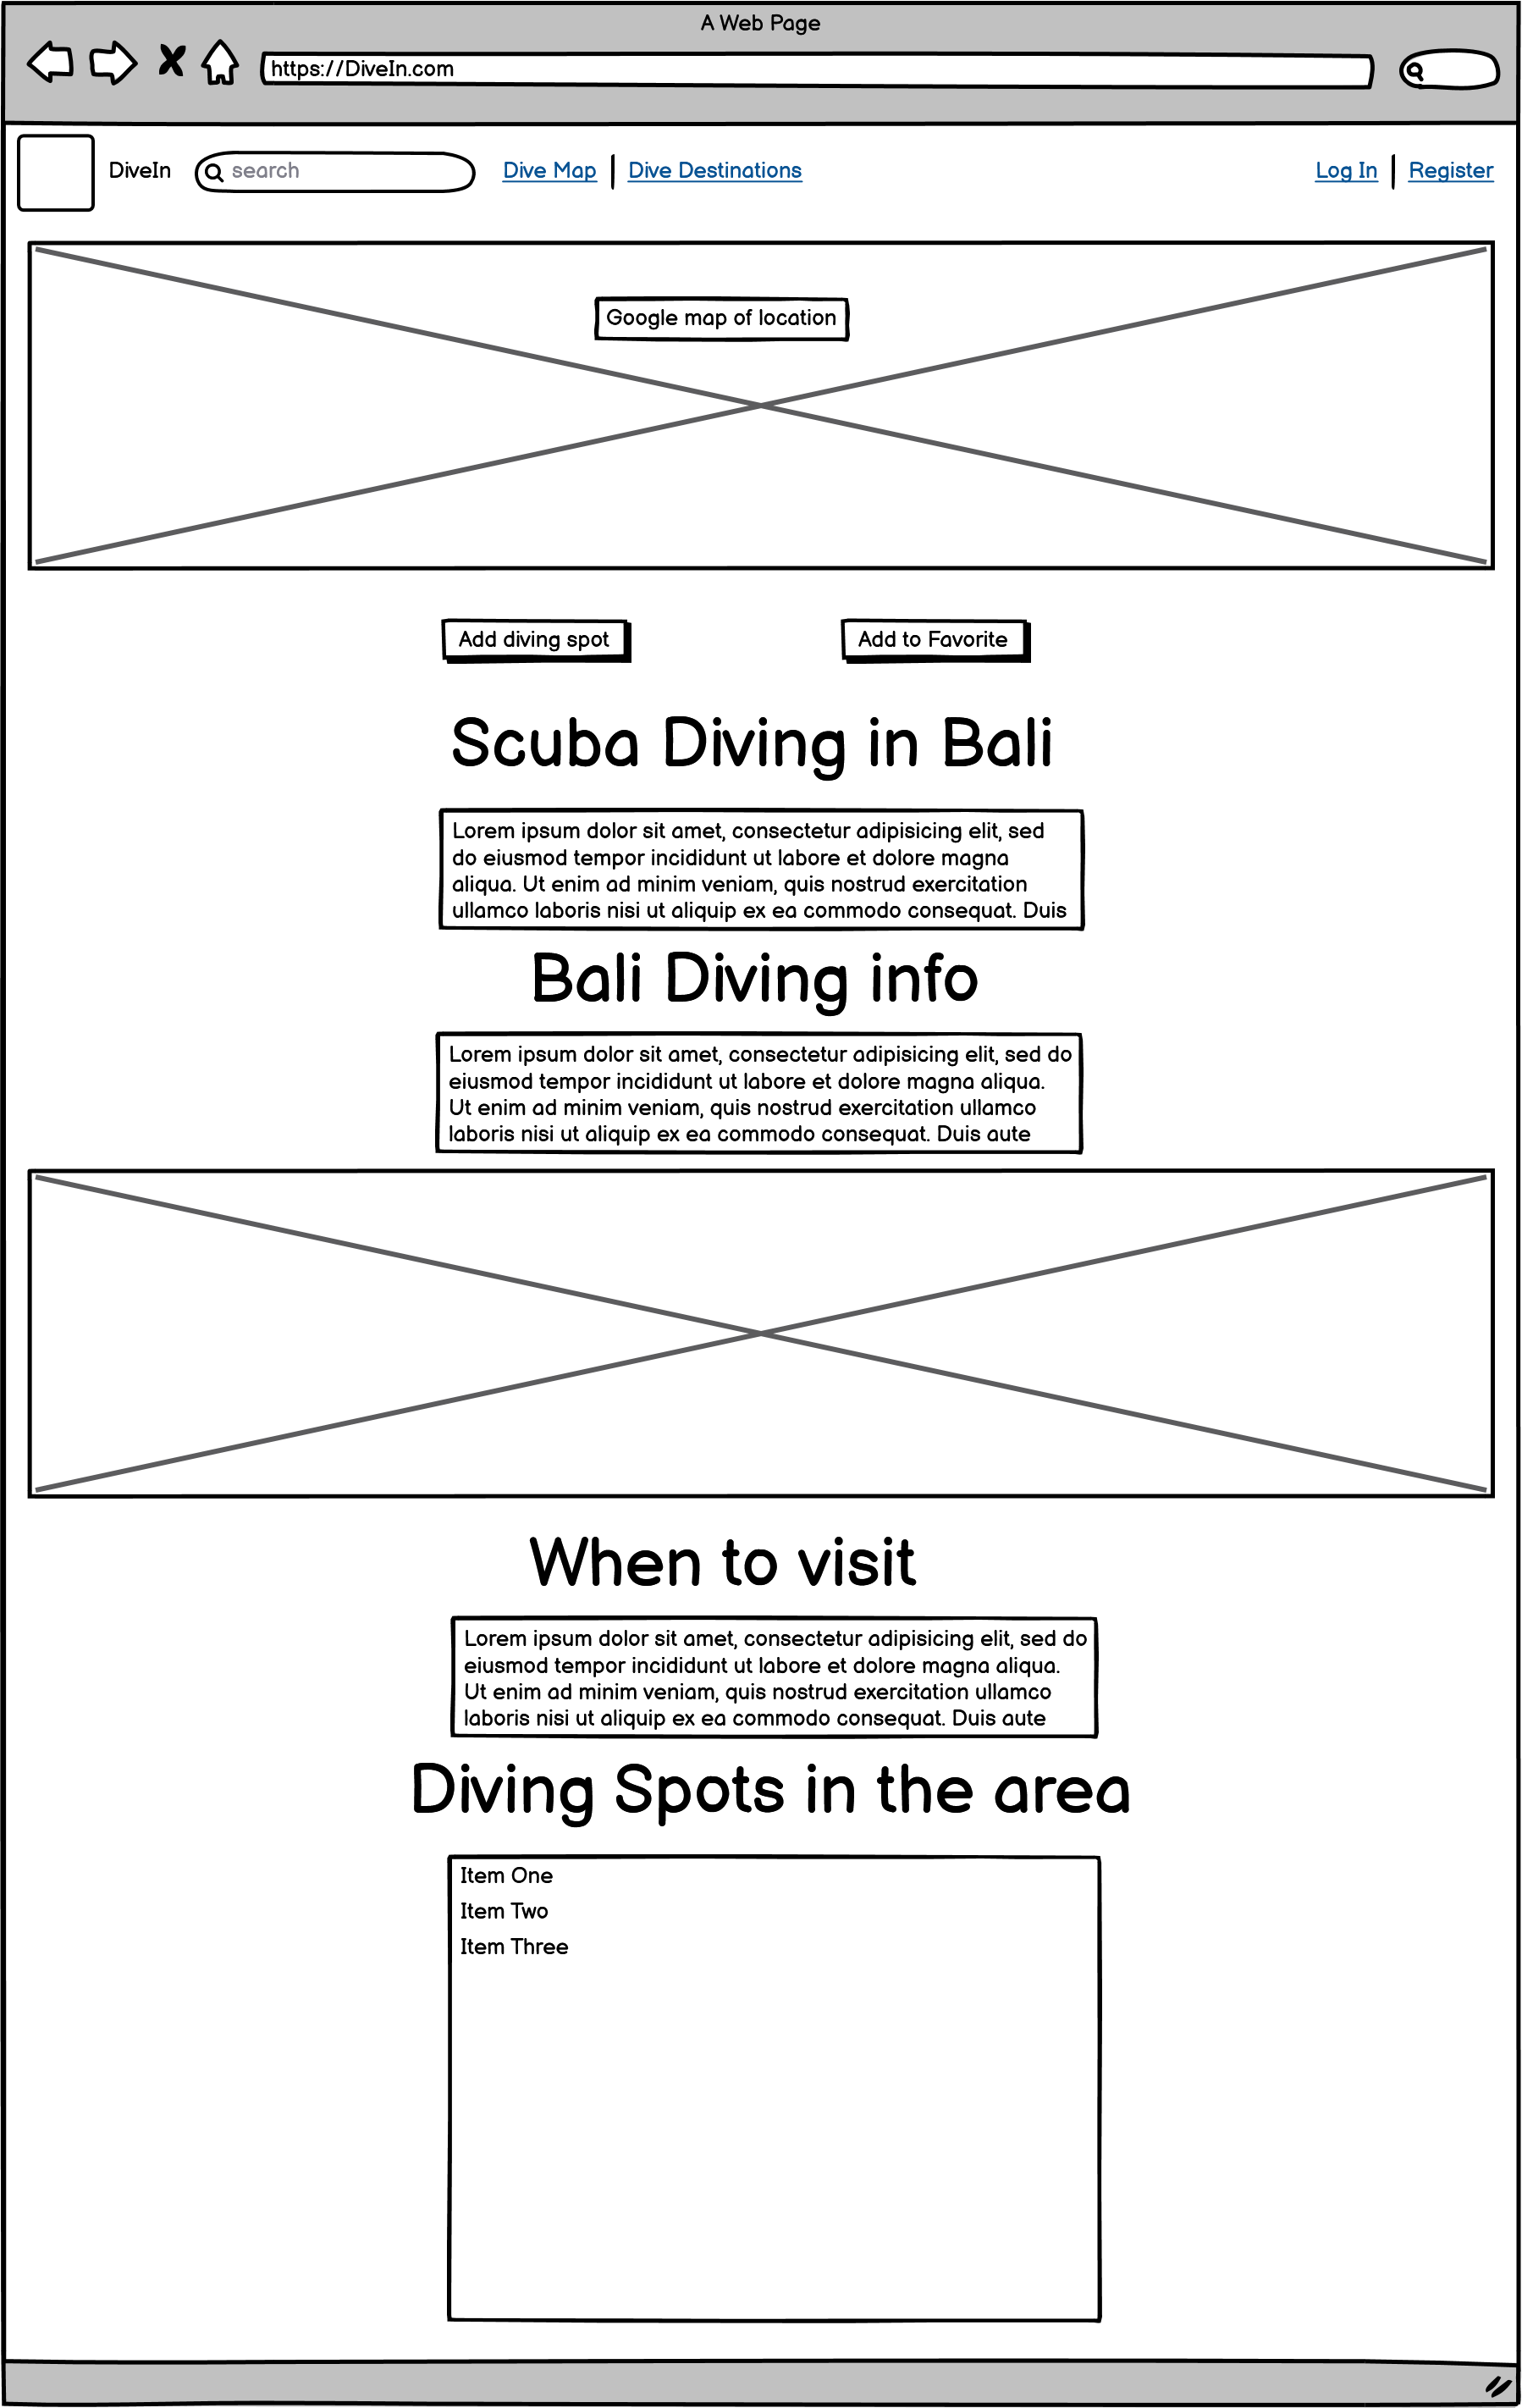 A Web Page
https://DiveIn.com
DiveIn search Dive Map Dive Destinations Log In Register
Google map of location
Add diving spot Add to Favorite
Scuba Diving in Bali
Lorem ipsum dolor sit amet, consectetur adipisicing elit, sed
do eiusmod tempor incididunt ut labore et dolore magna
aliqua. Ut enim ad minim veniam, quis nostrud exercitation
ullamco laboris nisi ut aliquip ex ea commodo consequat. Duis
Bali Diving info
Lorem ipsum dolor sit amet, consectetur adipisicing elit, sed do
eiusmod tempor incididunt ut labore et dolore magna aliqua.
Ut enim ad minim veniam, quis nostrud exercitation ullamco
laboris nisi ut aliquip ex ea commodo consequat. Duis aute
When to visit
Lorem ipsum dolor sit amet, consectetur adipisicing elit, sed do
eiusmod tempor incididunt ut labore et dolore magna aliqua.
Ut enim ad minim veniam, quis nostrud exercitation ullamco
laboris nisi ut aliquip ex ea commodo consequat. Duis aute
Diving Spots in the area
Item One
Item Two
Item Three